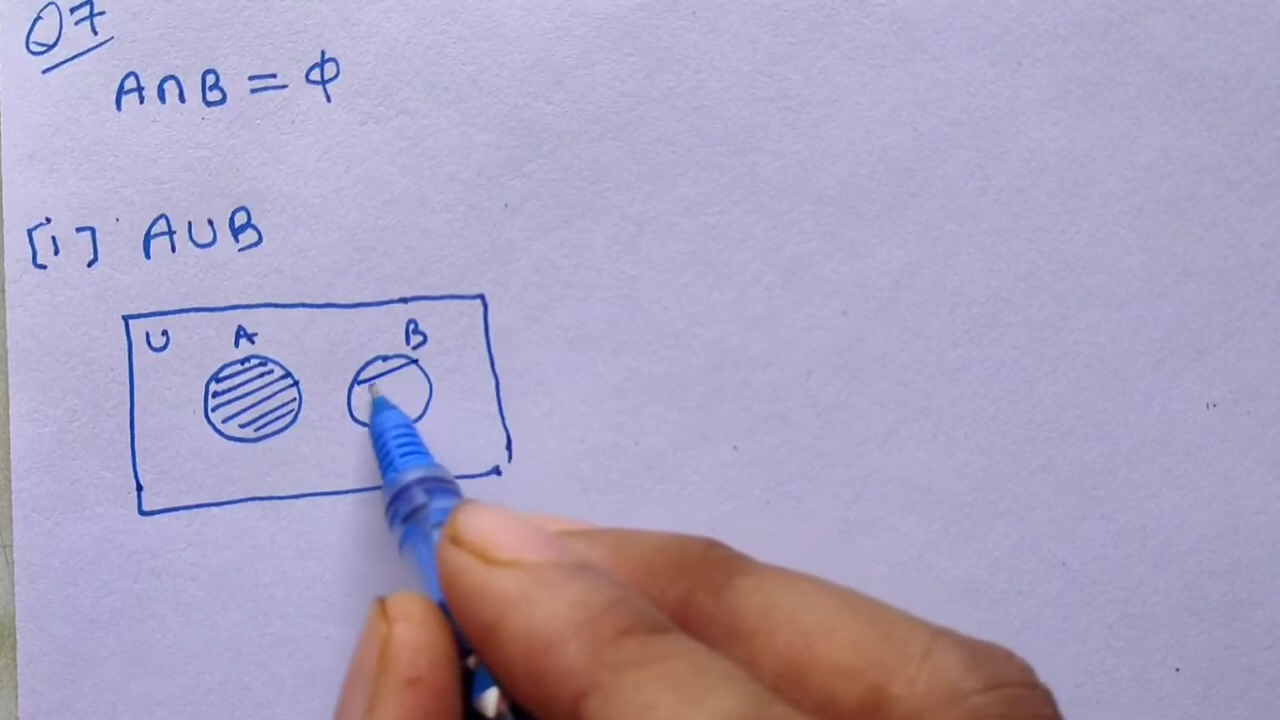 Q7
A∩B = ϕ
[i] A∪B
U A B